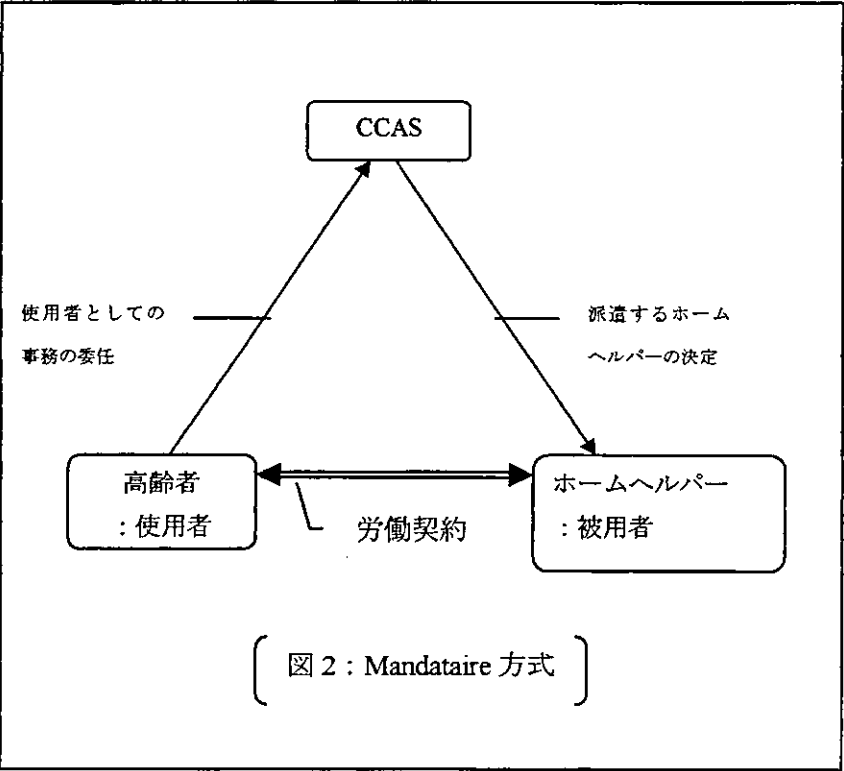 CCAS
使用者としての
事務の委任
派遣するホーム
ヘルパーの決定
高齢者
：使用者
労働契約
ホームヘルパー
：被用者
図 2：Mandataire 方式